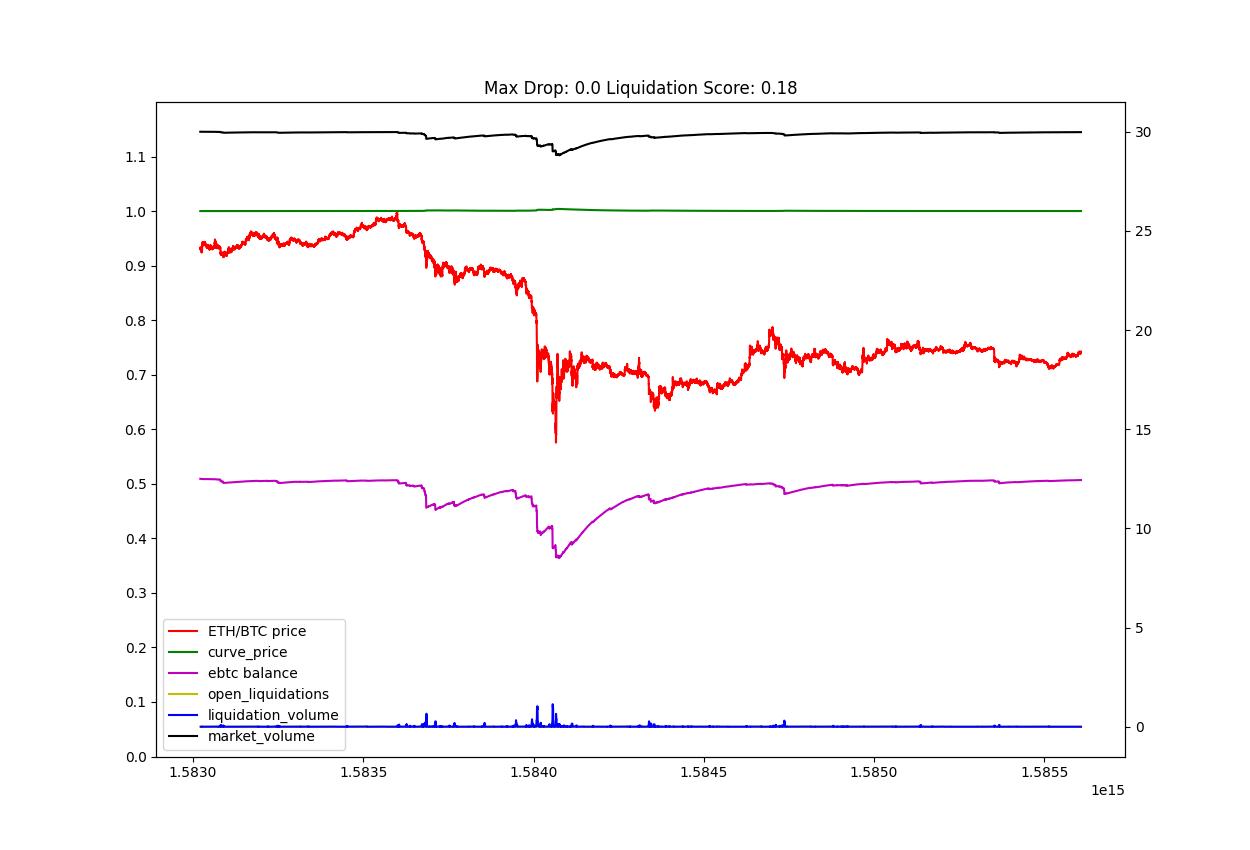 Max Drop: 0.0 Liquidation Score: 0.18
1.1
1.0
0.9
0.8
0.7
0.6
0.5
0.4
0.3
0.2
0.1
0.0
30
25
20
15
10
5
0
ETH/BTC price
curve_price
ebtc balance
open_liquidations
liquidation_volume
market_volume
1.5830 1.5835 1.5840 1.5845 1.5850 1.5855
1e15